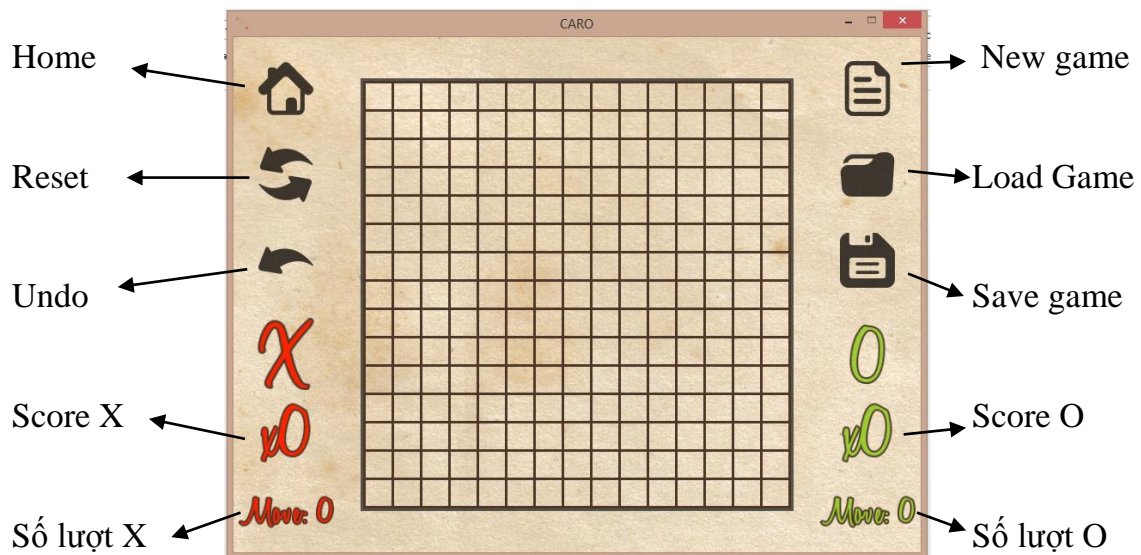 CARO
Home
New game
Reset
Load Game
Undo
Save game
X
O
Score X
x0
x0
Score O
Số lượt X
Move: 0
Move: 0
Số lượt O